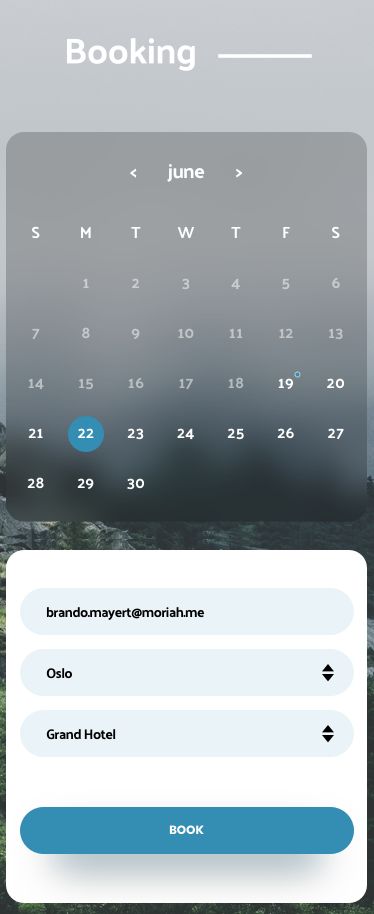 Booking
< june >
S M T W T F S
1 2 3 4 5 6
7 8 9 10 11 12 13
14 15 16 17 18 19 20
21 22 23 24 25 26 27
28 29 30
brando.mayert@moriah.me
Oslo
Grand Hotel
BOOK